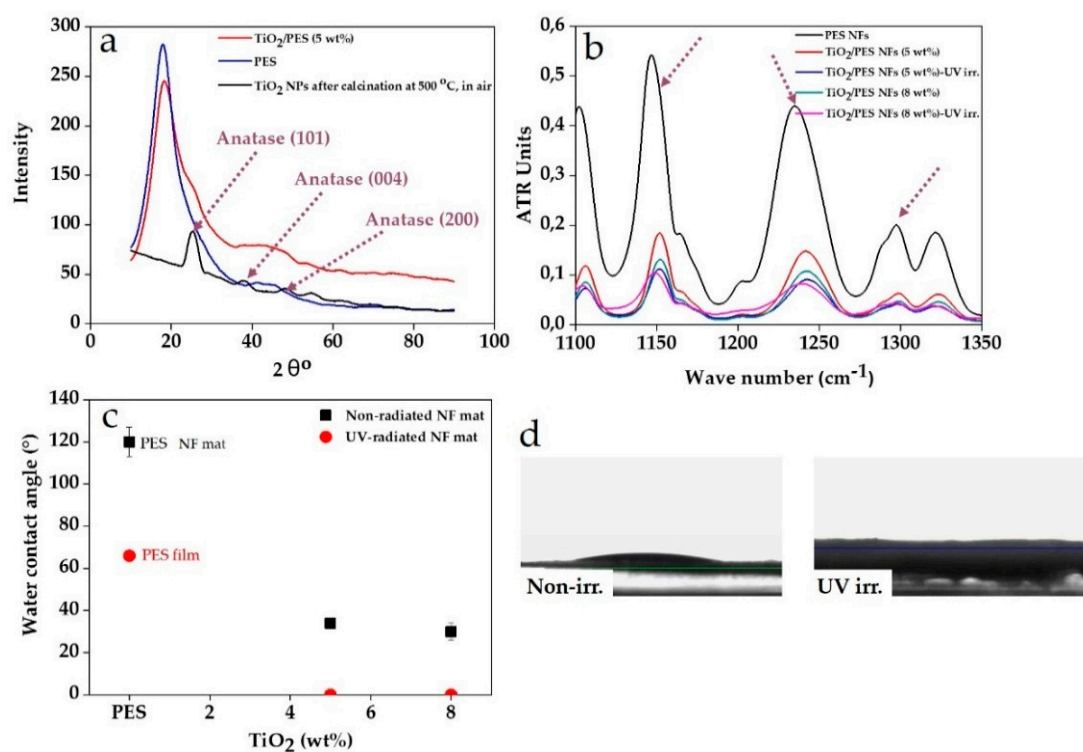 a
300
250
200
150
100
50
0
Intensity
TiO2/PES (5 wt%)
PES
TiO2 NPs after calcination at 500 ºC, in air
Anatase (101)
Anatase (004)
Anatase (200)
0 20 40 60 80 100
2 θº
b
0,6
0,5
0,4
0,3
0,2
0,1
0,0
ATR Units
PES NFs
TiO2/PES NFs (5 wt%)
TiO2/PES NFs (5 wt%)-UV irr.
TiO2/PES NFs (8 wt%)
TiO2/PES NFs (8 wt%)-UV irr.
1100 1150 1200 1250 1300 1350
Wave number (cm-1)
c
140
120
100
80
60
40
20
0
Water contact angle (°)
Non-radiated NF mat
UV-radiated NF mat
PES NF mat
PES film
PES 2 4 6 8
TiO2 (wt%)
d
Non-irr.
UV irr.